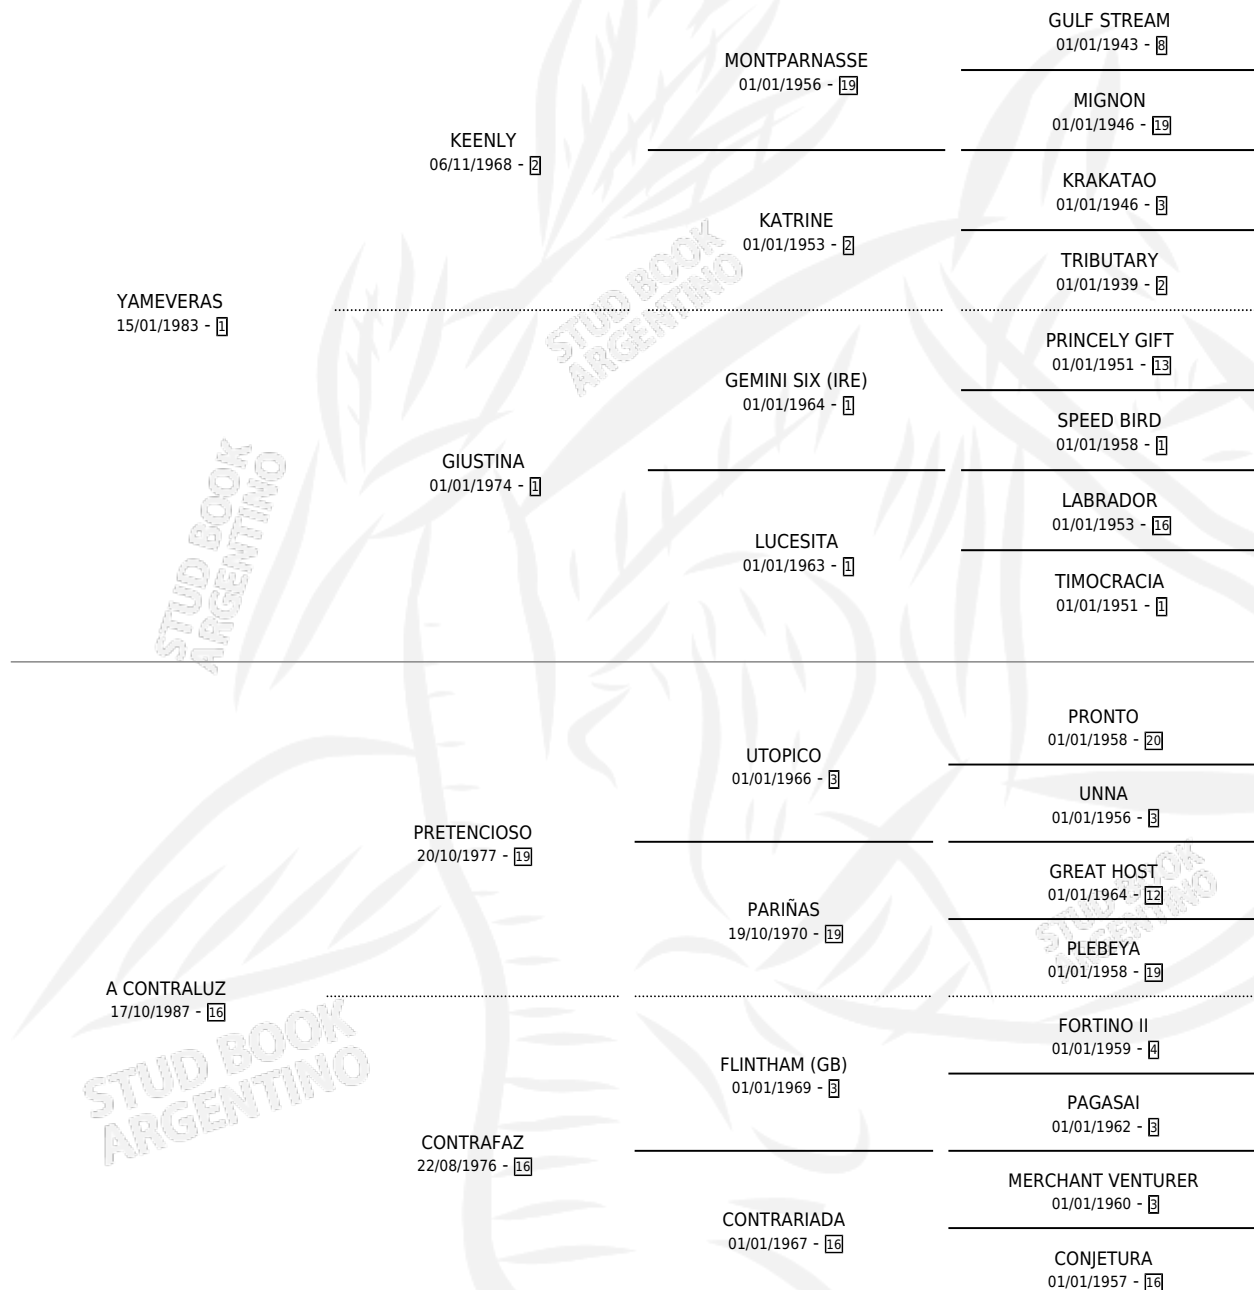 GULF STREAM
01/01/1943 - 8
MONTPARNASSE
01/01/1956 - 19
MIGNON
01/01/1946 - 19
KEENLY
06/11/1968 - 2
KRAKATAO
01/01/1946 - 3
KATRINE
01/01/1953 - 2
TRIBUTARY
01/01/1939 - 2
YAMEVERAS
15/01/1983 - 1
STUD BOOK
ARGENTINO
PRINCELY GIFT
01/01/1951 - 13
GEMINI SIX (IRE)
01/01/1964 - 1
SPEED BIRD
01/01/1958 - 1
GIUSTINA
01/01/1974 - 1
LABRADOR
01/01/1953 - 16
LUCESITA
01/01/1963 - 1
TIMOCRACIA
01/01/1951 - 1
STUD BOOK
ARGENTINO
PRONTO
01/01/1958 - 20
UTOPICO
01/01/1966 - 3
UNNA
01/01/1956 - 3
PRETENCIOSO
20/10/1977 - 19
GREAT HOST
01/01/1964 - 12
PARIÑAS
19/10/1970 - 19
PLEBEYA
01/01/1958 - 19
STUD BOOK
ARGENTINO
A CONTRALUZ
17/10/1987 - 16
FORTINO II
01/01/1959 - 4
FLINTHAM (GB)
01/01/1969 - 3
PAGASAI
01/01/1962 - 3
STUD BOOK
ARGENTINO
CONTRAFAZ
22/08/1976 - 16
MERCHANT VENTURER
01/01/1960 - 3
CONTRARIADA
01/01/1967 - 16
CONJETURA
01/01/1957 - 16